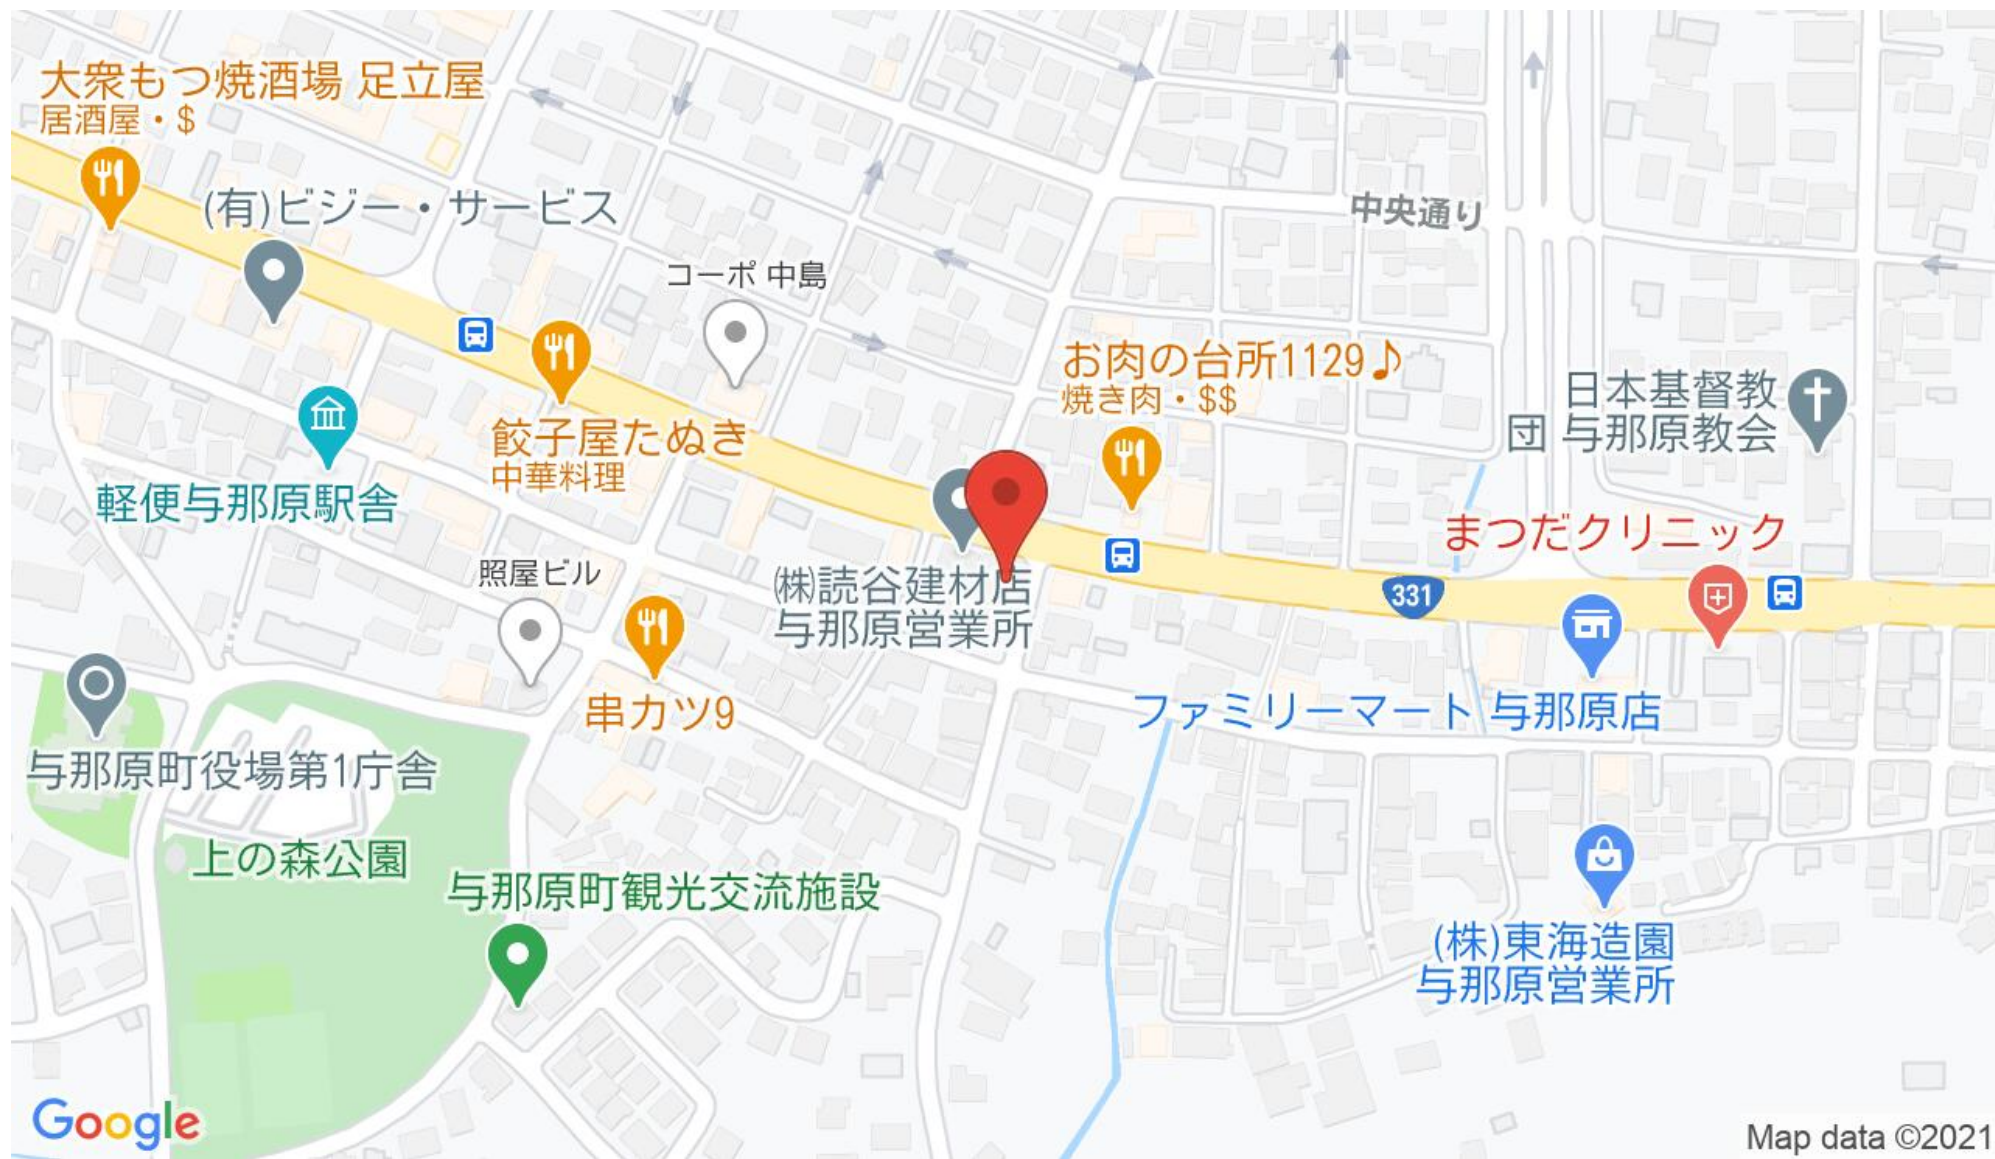 大衆もつ焼酒場 足立屋
居酒屋・$
(有)ビジー・サービス
中央通り
コーポ 中島
お肉の台所1129♪
焼き肉・$$
日本基督教
団 与那原教会
餃子屋たぬき
中華料理
軽便与那原駅舎
まつだクリニック
照屋ビル
(株)読谷建材店
与那原営業所
331
串カツ9
ファミリーマート 与那原店
与那原町役場第1庁舎
上の森公園
与那原町観光交流施設
(株)東海造園
与那原営業所
Google
Map data ©2021